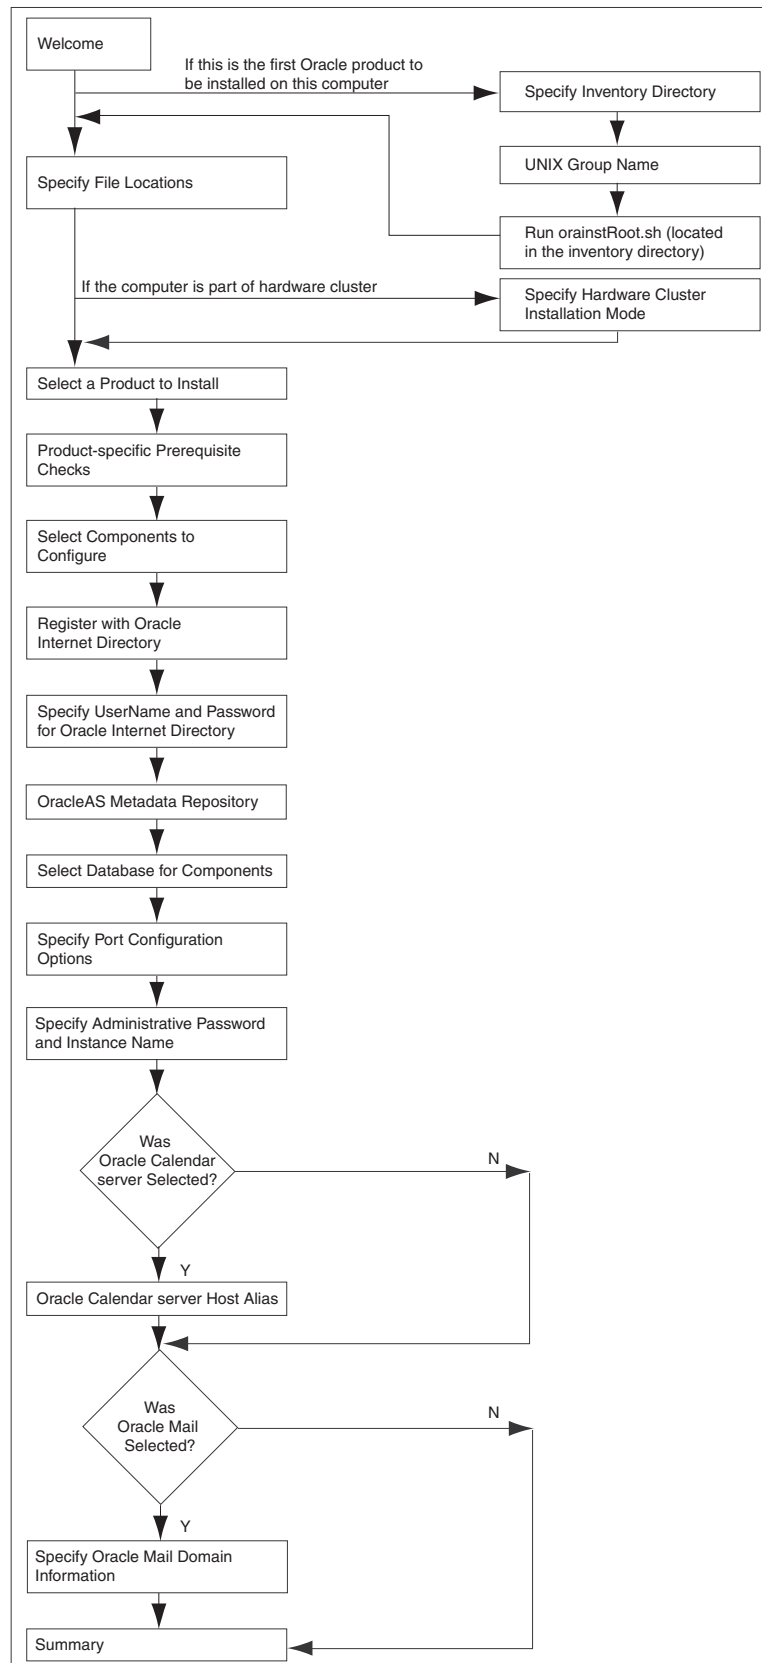 Welcome
If this is the first Oracle product to
be installed on this computer
Specify Inventory Directory
UNIX Group Name
Specify File Locations
Run orainstRoot.sh (located
in the inventory directory)
If the computer is part of hardware cluster
Specify Hardware Cluster
Installation Mode
Select a Product to Install
Product-specific Prerequisite
Checks
Select Components to
Configure
Register with Oracle
Internet Directory
Specify UserName and Password
for Oracle Internet Directory
OracleAS Metadata Repository
Select Database for Components
Specify Port Configuration
Options
Specify Administrative Password
and Instance Name
Was
Oracle Calendar
server Selected?
N
Y
Oracle Calendar server Host Alias
Was
Oracle Mail
Selected?
N
Y
Specify Oracle Mail Domain
Information
Summary